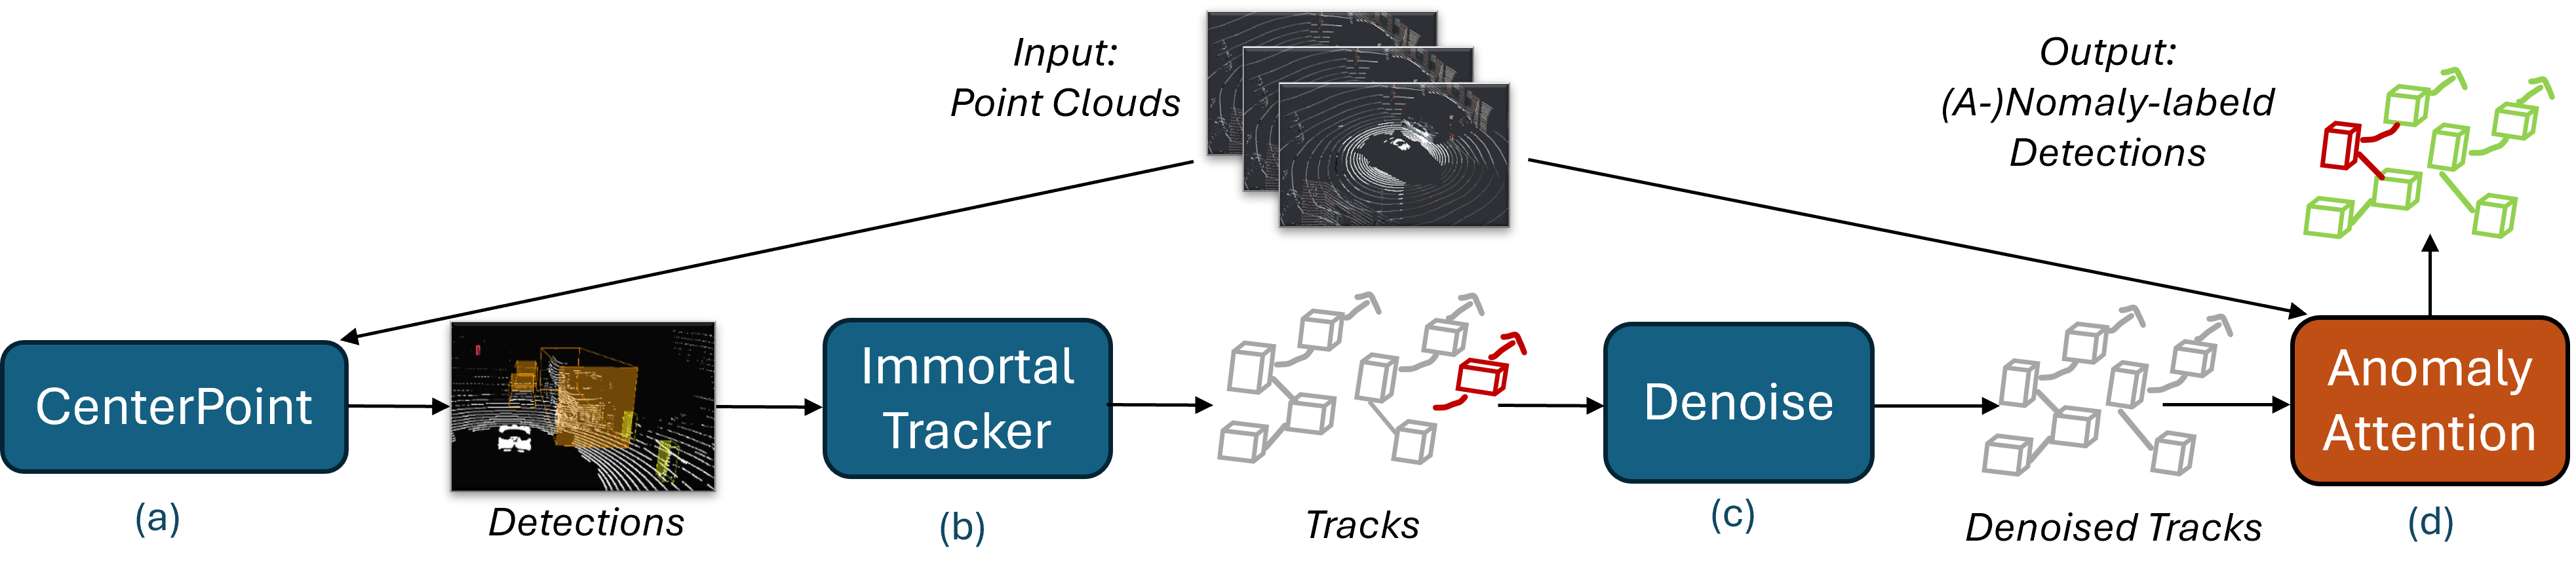 Input:
Point Clouds
Output:
(A-)Nomaly-labeld
Detections
CenterPoint
(a)
Detections
Immortal
Tracker
(b)
Tracks
Denoise
(c)
Denoised Tracks
Anomaly
Attention
(d)